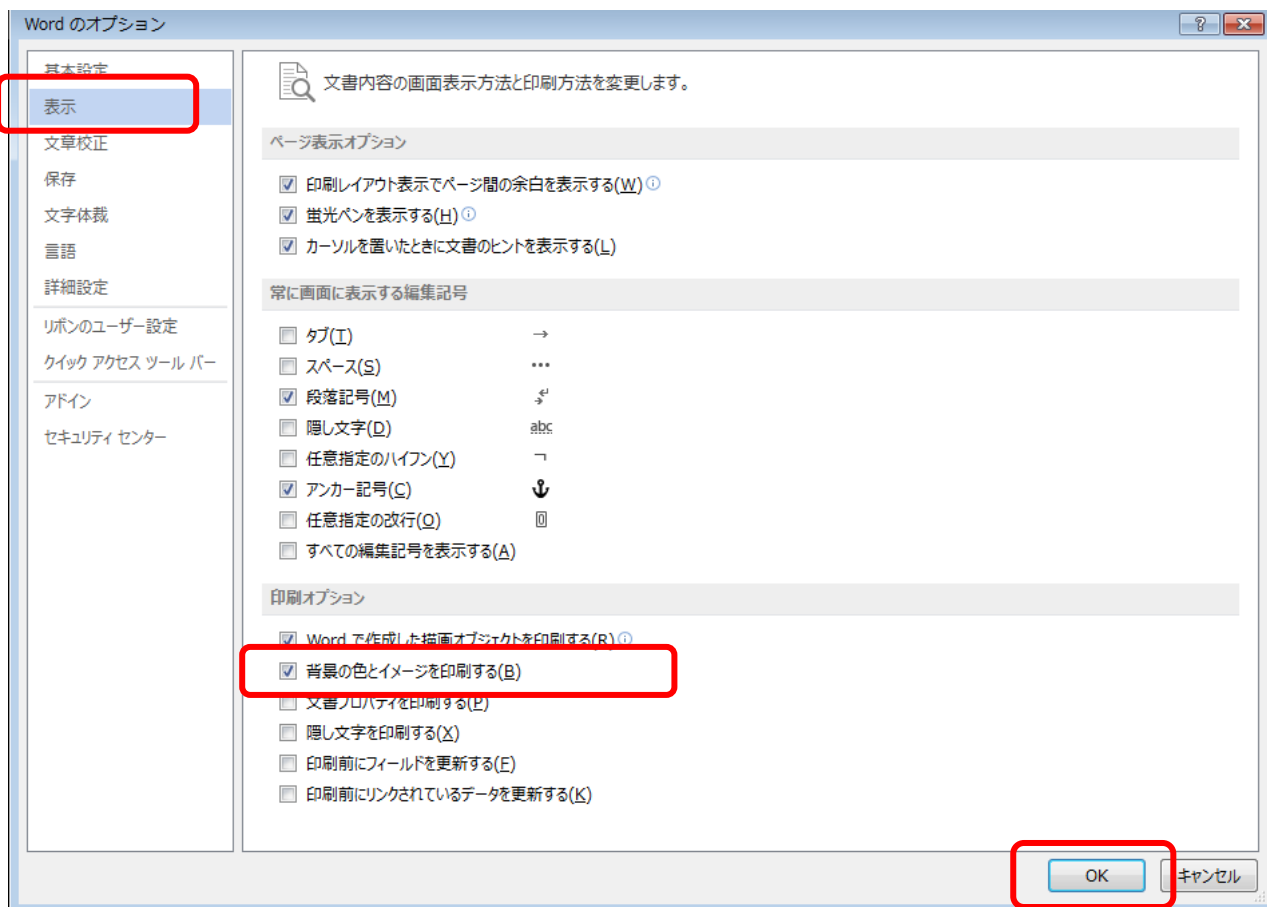 Word のオプション
基本設定
表示
文章校正
保存
文字体裁
言語
詳細設定
リボンのユーザー設定
クイック アクセス ツール バー
アドイン
セキュリティ センター
文書内容の画面表示方法と印刷方法を変更します。
ページ表示オプション
印刷レイアウト表示でページ間の余白を表示する(W)
蛍光ペンを表示する(H)
カーソルを置いたときに文書のヒントを表示する(L)
常に画面に表示する編集記号
タブ(T) →
スペース(S) •••
段落記号(M)
隠し文字(D) abc
任意指定のハイフン(Y) ¬
アンカー記号(C)
任意指定の改行(O) 0
すべての編集記号を表示する(A)
印刷オプション
Word で作成した描画オブジェクトを印刷する(R)
背景の色とイメージを印刷する(B)
文書プロパティを印刷する(P)
隠し文字を印刷する(X)
印刷前にフィールドを更新する(F)
印刷前にリンクされているデータを更新する(K)
OK キャンセル